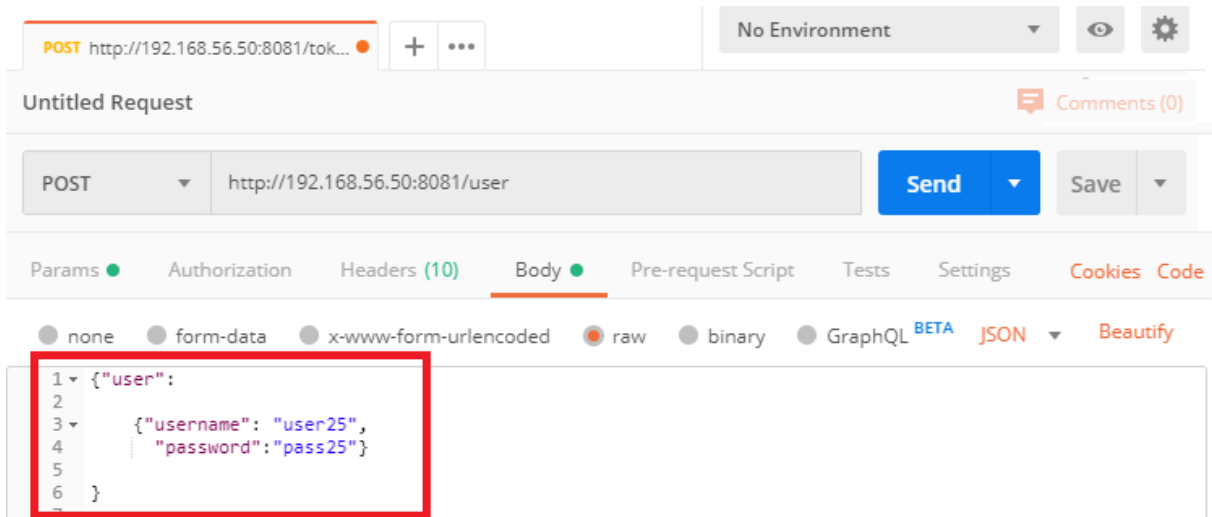 POST http://192.168.56.50:8081/tok... + ••• No Environment
Untitled Request Comments (0)
POST http://192.168.56.50:8081/user Send Save
Params Authorization Headers (10) Body Pre-request Script Tests Settings Cookies Code
none form-data x-www-form-urlencoded raw binary GraphQL BETA JSON Beautify
1 {"user":
2
3 {"username": "user25",
4 "password":"pass25"}
5
6 }